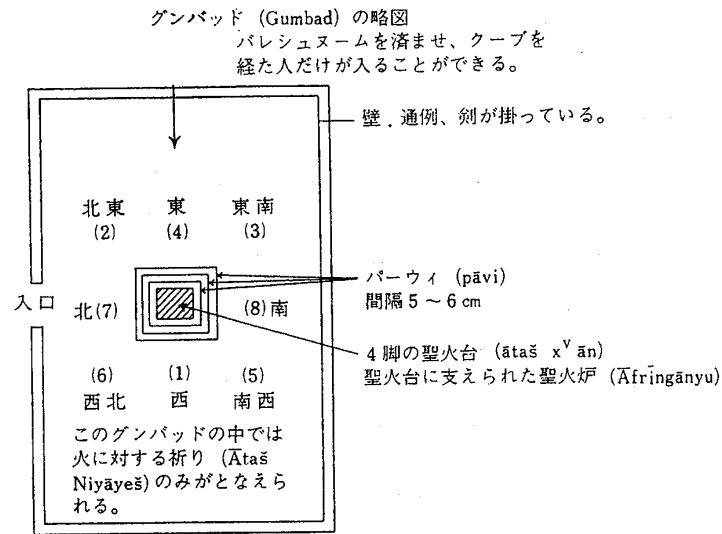 グンバッド (Gumbad) の略図
バレシュヌームを済ませ、クーブを
経た人だけが入ることができる。
壁．通例、剣が掛っている。
北東 東 東南
(2) (4) (3)
パーウィ (pāvi)
間隔5～6cm
入口
北(7) (8)南
4脚の聖火台 (ātaš xᵛān)
聖火台に支えられた聖火炉 (Āfringānyu)
(6) (1) (5)
西北 西 南西
このグンバッドの中では
火に対する祈り (Ātaš
Niyāyeš) のみがとなえら
れる。